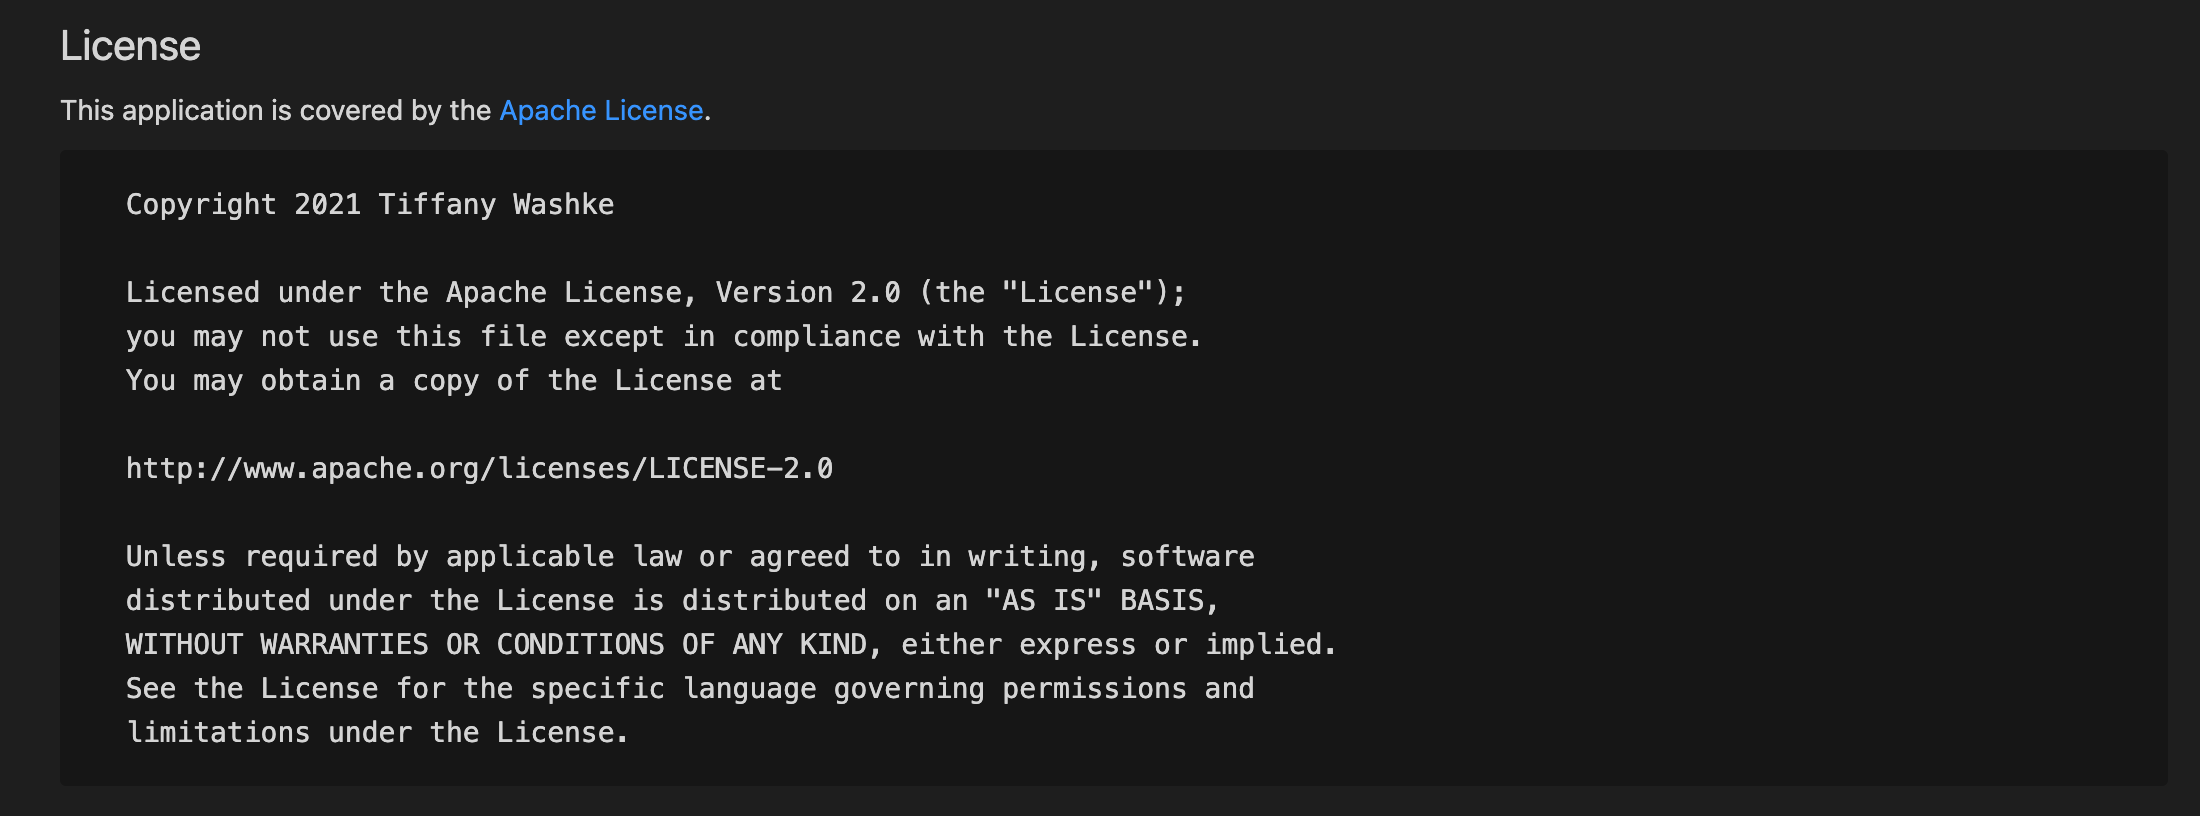 License
This application is covered by the Apache License.
Copyright 2021 Tiffany Washke
Licensed under the Apache License, Version 2.0 (the "License");
you may not use this file except in compliance with the License.
You may obtain a copy of the License at
http://www.apache.org/licenses/LICENSE-2.0
Unless required by applicable law or agreed to in writing, software
distributed under the License is distributed on an "AS IS" BASIS,
WITHOUT WARRANTIES OR CONDITIONS OF ANY KIND, either express or implied.
See the License for the specific language governing permissions and
limitations under the License.